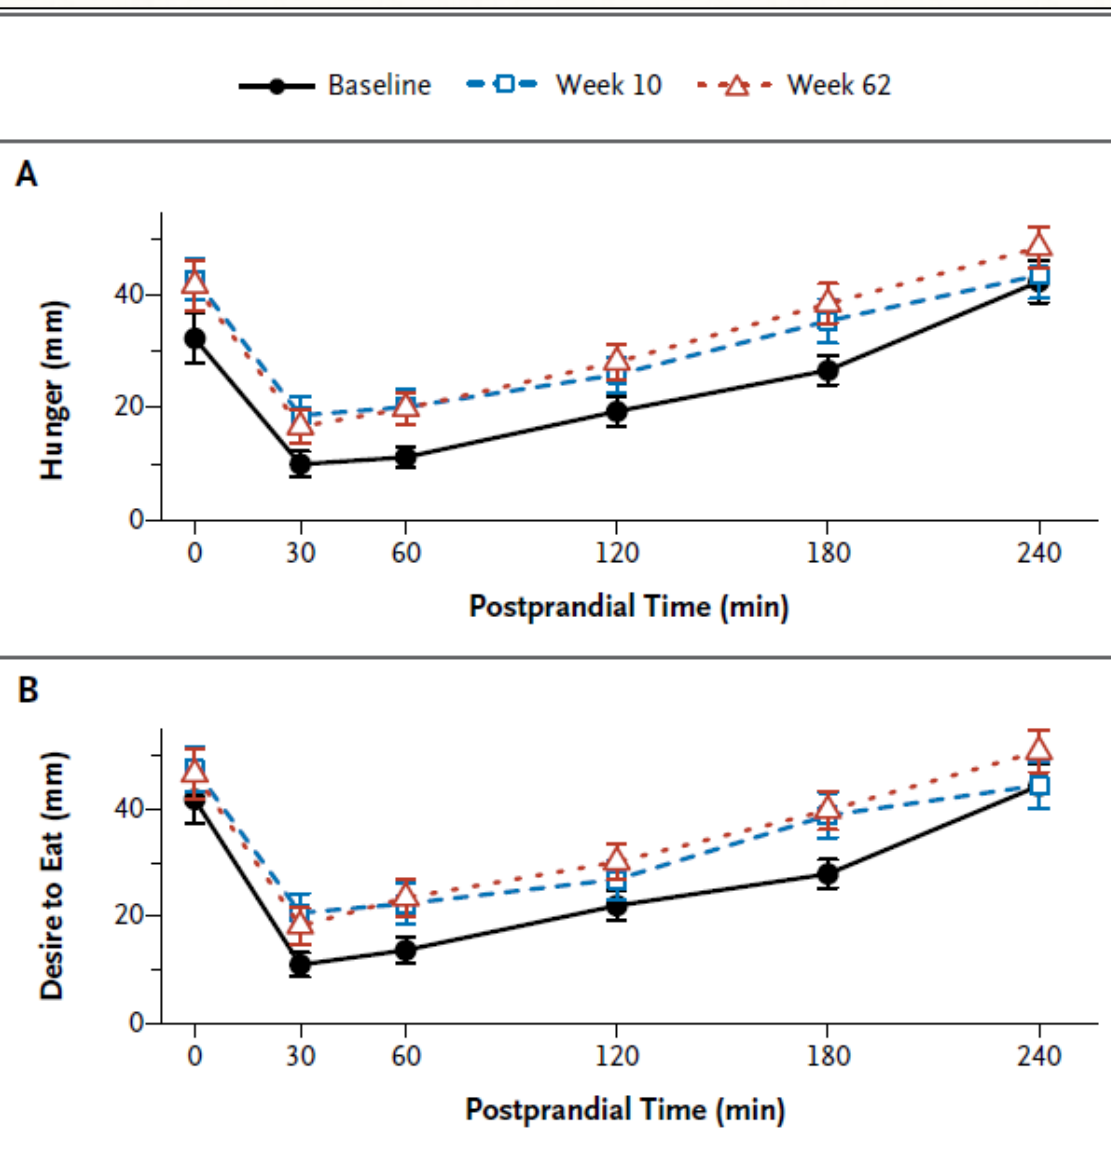 Baseline Week 10 Week 62
A
Hunger (mm)
40
20
0
0 30 60 120 180 240
Postprandial Time (min)
B
Desire to Eat (mm)
40
20
0
0 30 60 120 180 240
Postprandial Time (min)